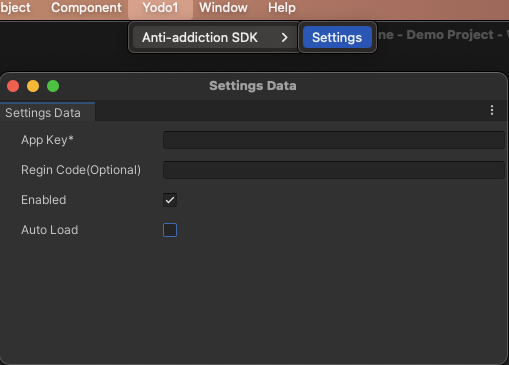 bject Component Yodo1 Window Help
Anti-addiction SDK > Settings
ne - Demo Project -
Settings Data
Settings Data
App Key*
Regin Code(Optional)
Enabled
Auto Load